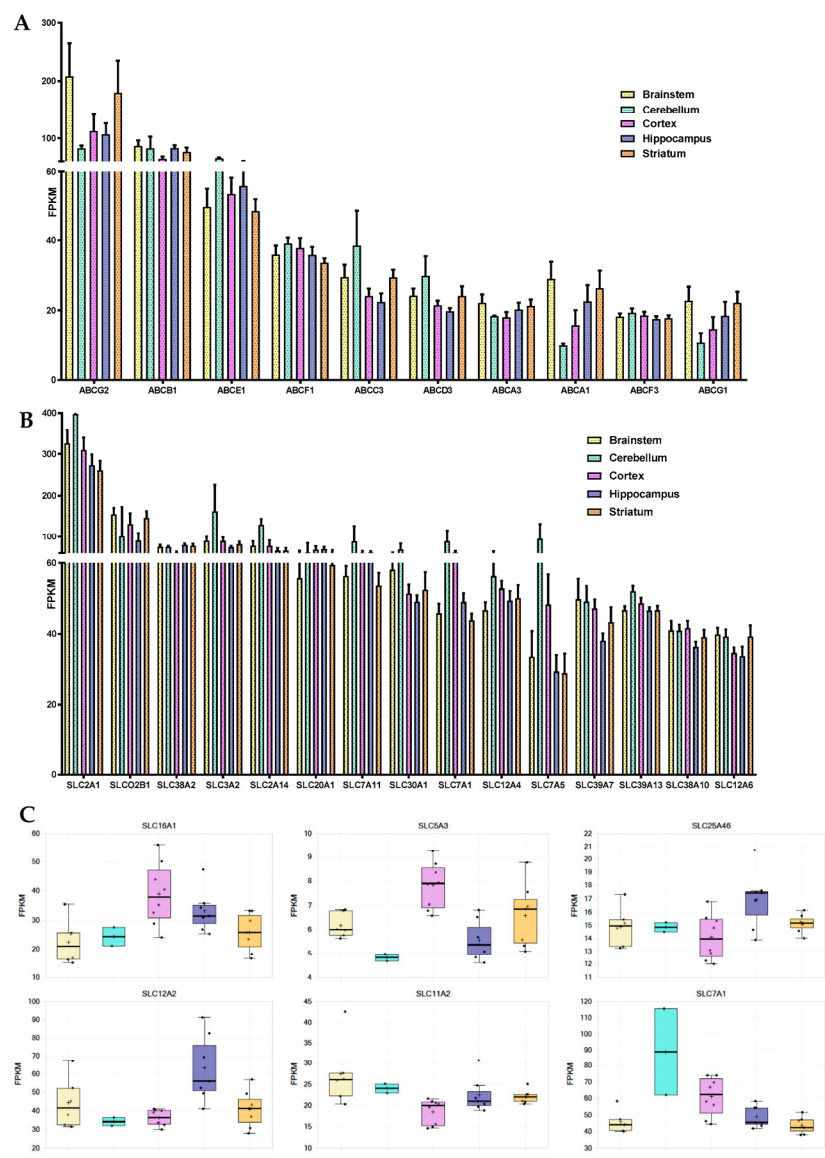 A
300
200
100
60
40
20
0
FPKM
Brainstem
Cerebellum
Cortex
Hippocampus
Striatum
ABCG2 ABCB1 ABCE1 ABCF1 ABCC3 ABCD3 ABCA3 ABCA1 ABCF3 ABCG1
B
400
300
200
100
60
40
20
0
FPKM
Brainstem
Cerebellum
Cortex
Hippocampus
Striatum
SLC2A1 SLCO2B1 SLC38A2 SLC3A2 SLC2A14 SLC20A1 SLC7A11 SLC30A1 SLC7A1 SLC12A4 SLC7A5 SLC39A7 SLC39A13 SLC38A10 SLC12A6
C
SLC16A1
60
50
40
30
20
10
FPKM
SLC5A3
10
9
8
7
6
5
4
SLC25A46
22
21
20
19
18
17
16
15
14
13
12
11
SLC12A2
100
90
80
70
60
50
40
30
20
FPKM
SLC11A2
45
40
35
30
25
20
15
10
SLC7A1
120
110
100
90
80
70
60
50
40
30
20